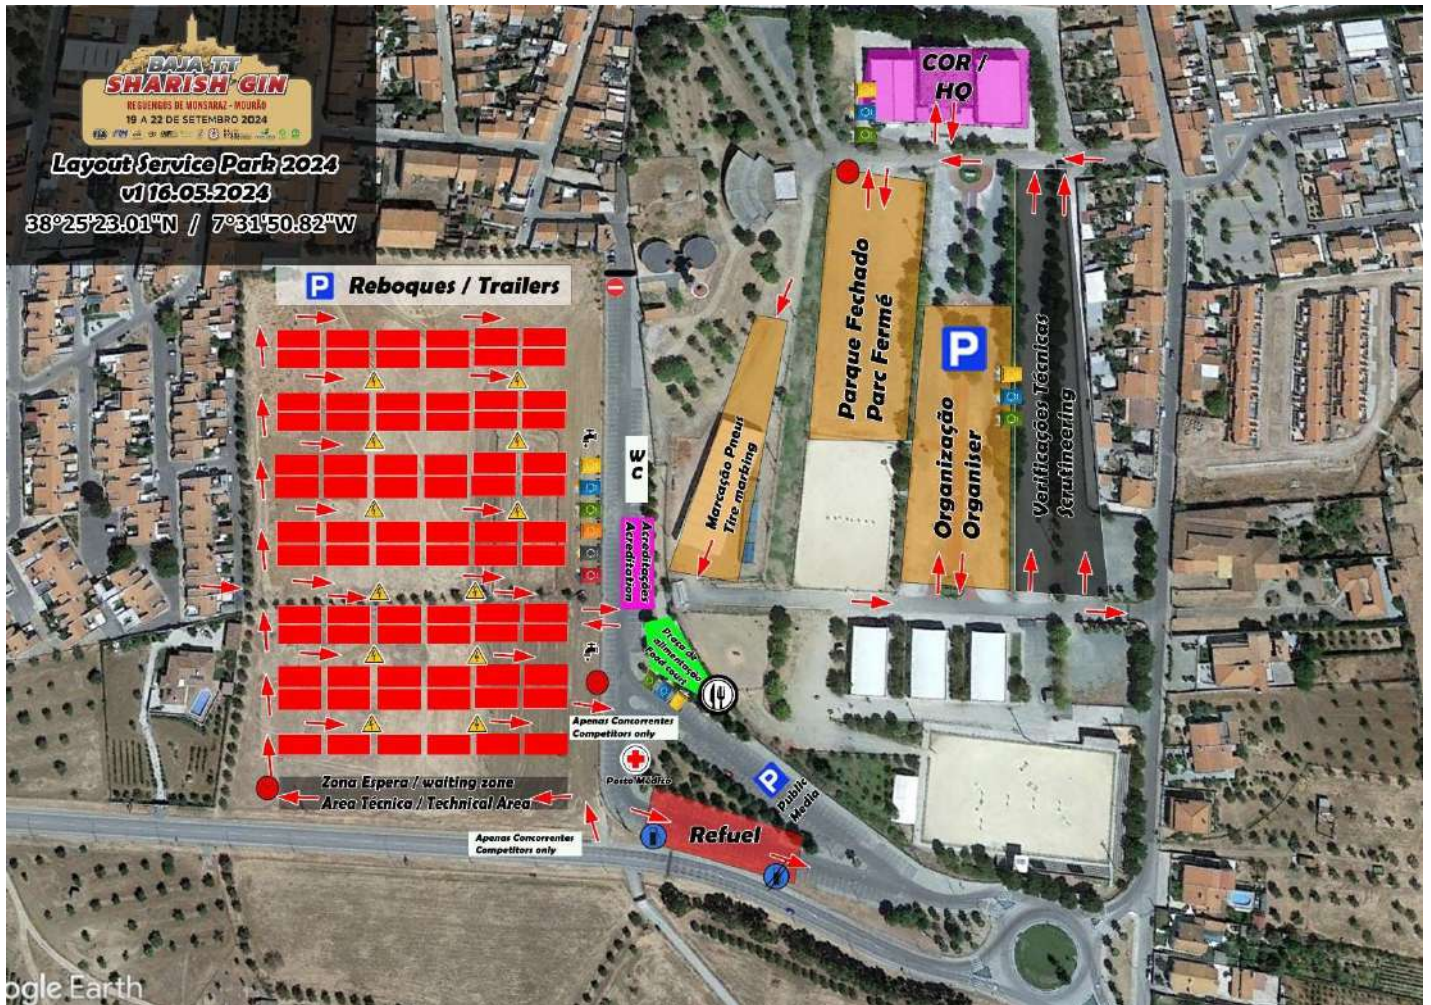 BAJA TT
SHARISH GIN
REGUENGOS DE MONSARAZ - MOURÃO
19 A 22 DE SETEMBRO 2024
Layout Service Park 2024
v1 16.05.2024
38°25'23.01"N / 7°31'50.82"W
COR /
HQ
P Reboques / Trailers
Parque Fechado
Parc Fermé
P
Organização
Organiser
Verificações Técnicas
Scrutineering
Marcação Pneus
Tire marking
WC
Acreditações
Acreditation
Praça da
alimentação
Food court
Apenas Concorrentes
Competitors only
Posto Médico
P
Public
Media
Zona Espera / waiting zone
Area Técnica / Technical Area
Refuel
Apenas Concorrentes
Competitors only
ogle Earth